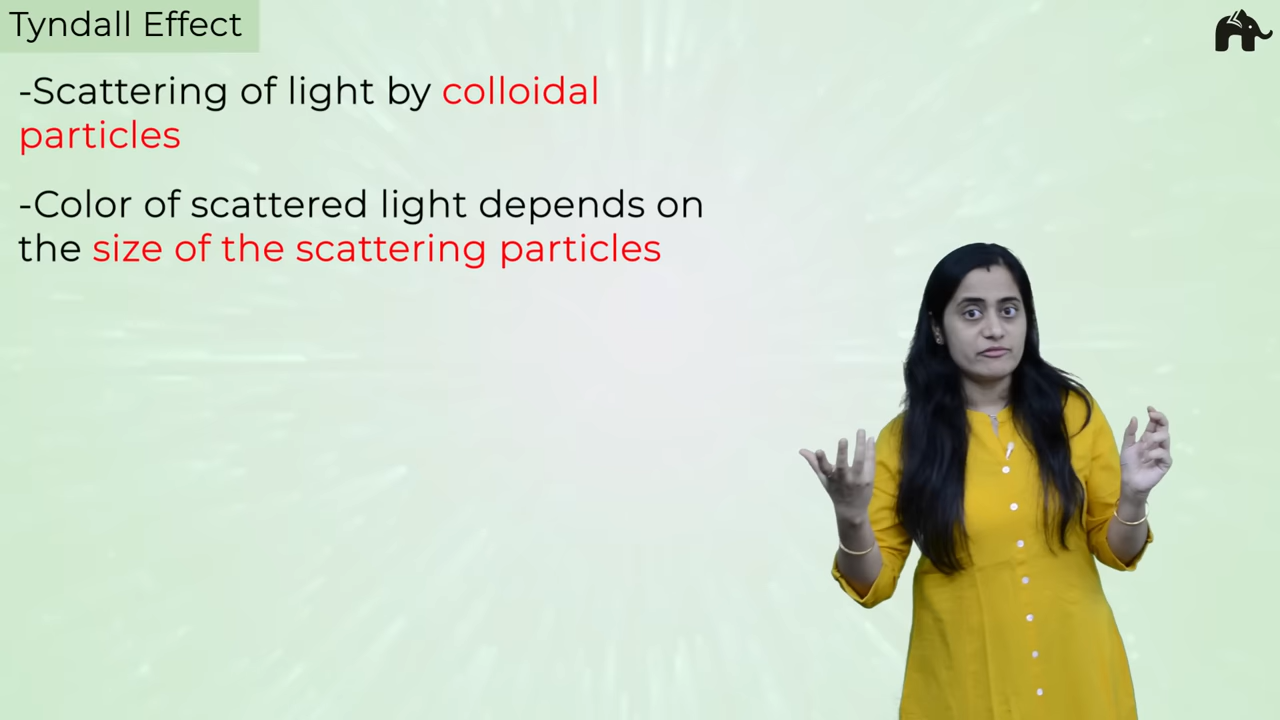 Tyndall Effect
-Scattering of light by colloidal
particles
-Color of scattered light depends on
the size of the scattering particles